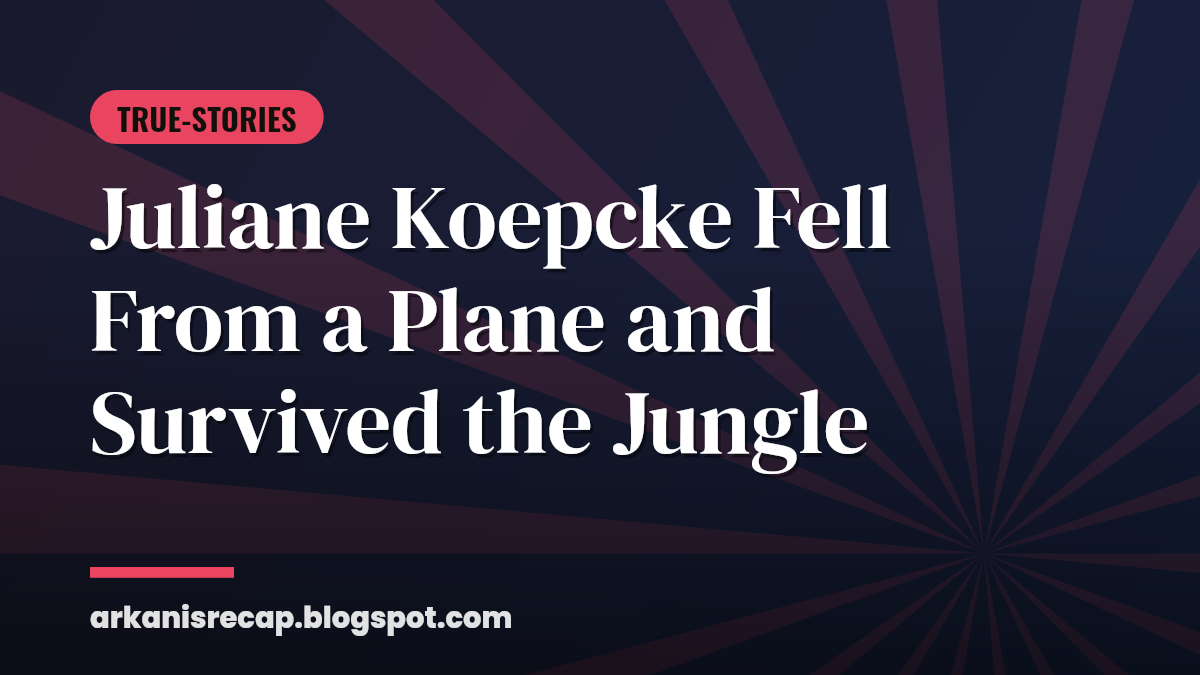 TRUE-STORIES
Juliane Koepcke Fell
From a Plane and
Survived the Jungle
arkanisrecap.blogspot.com